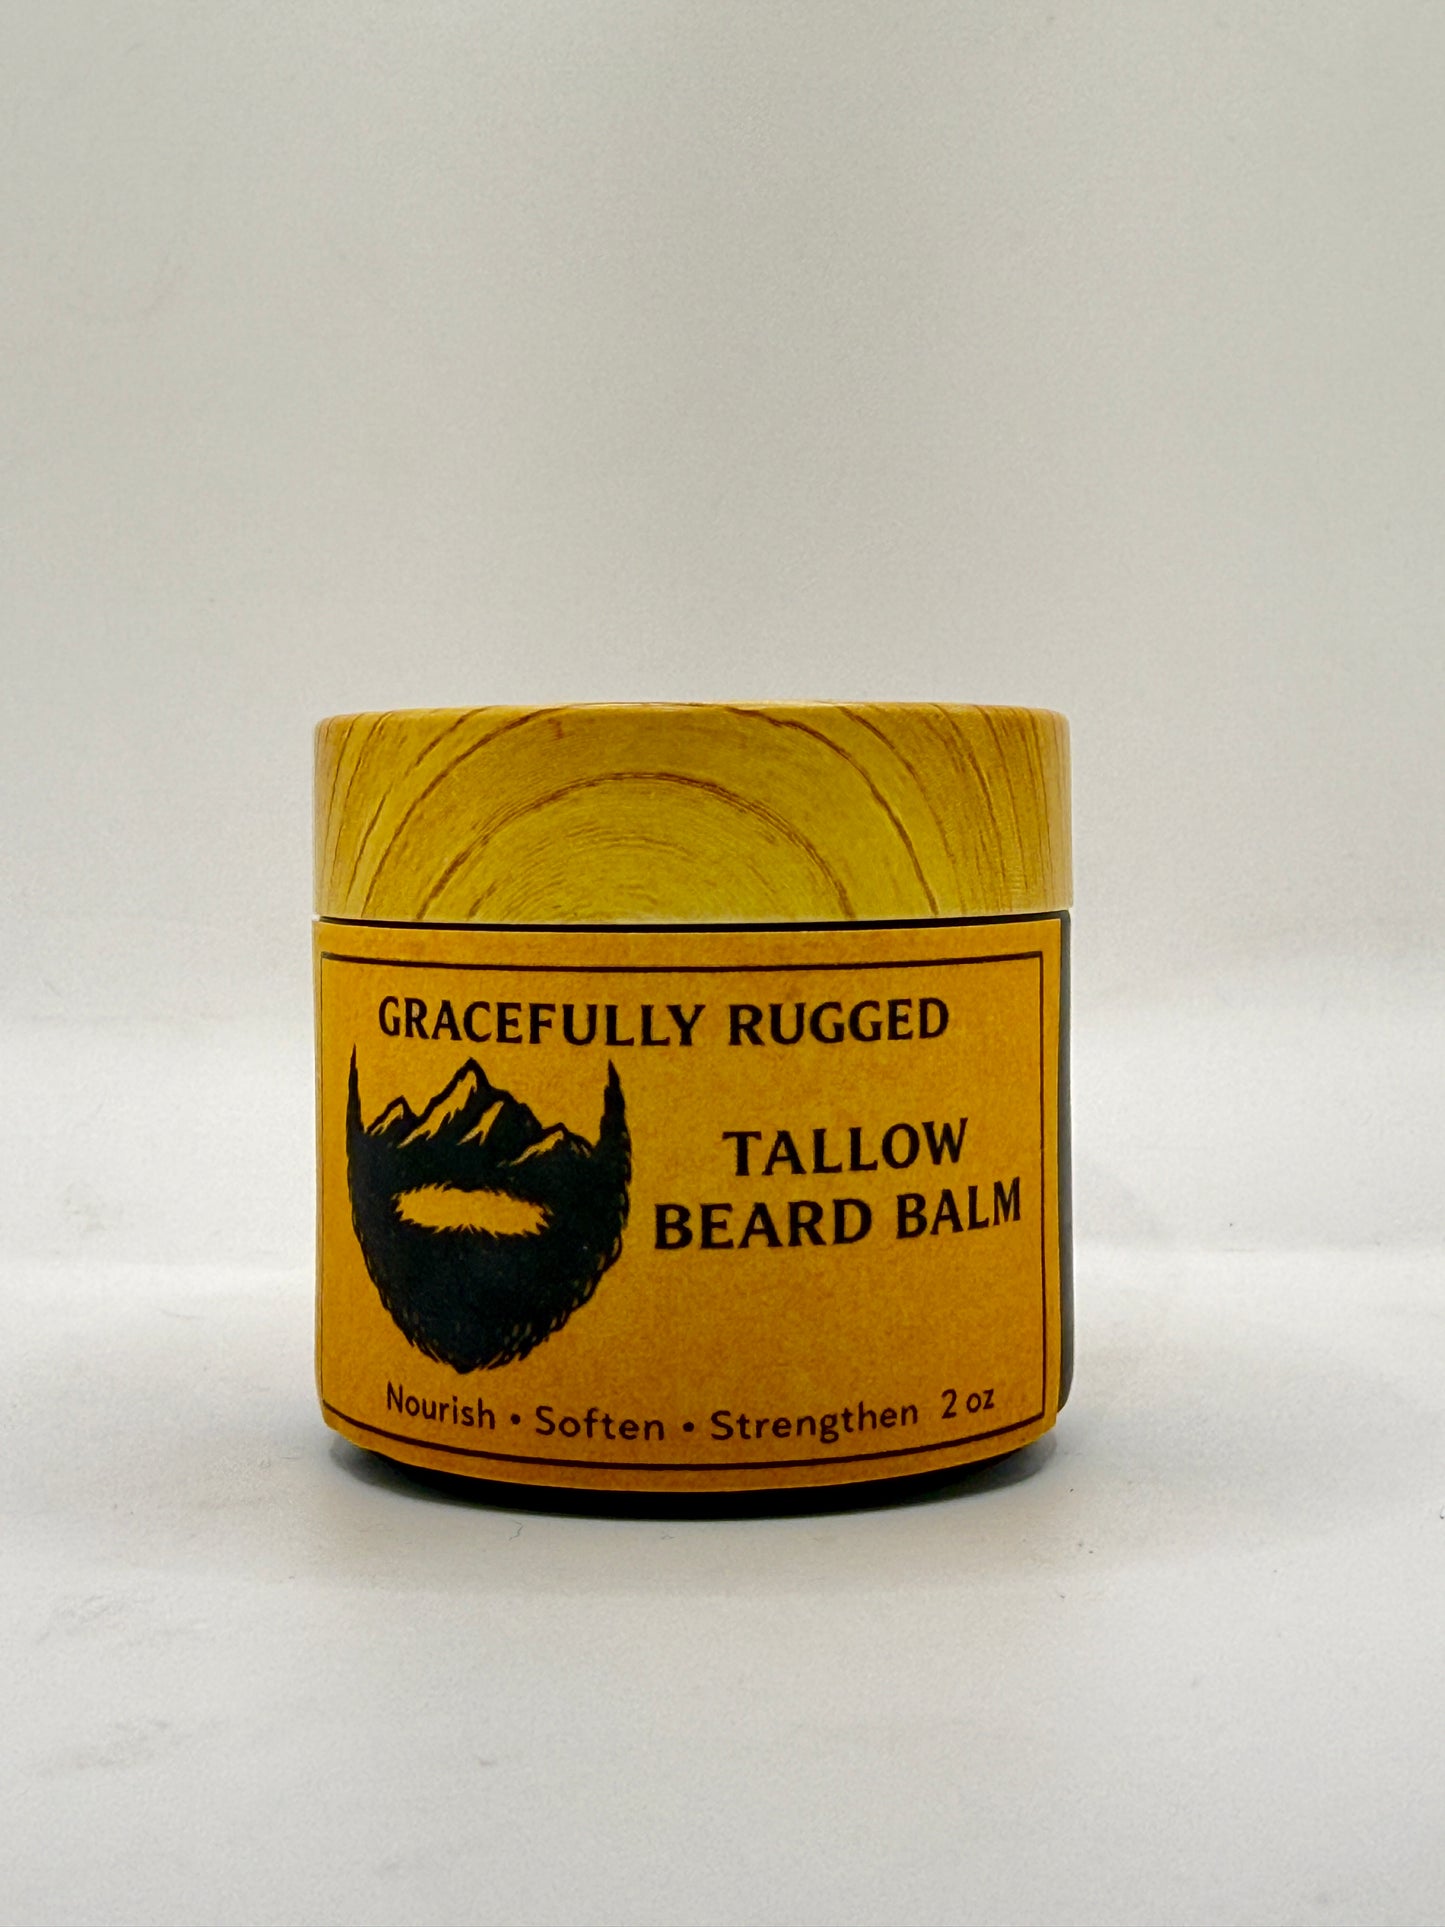 GRACEFULLY RUGGED
TALLOW
BEARD BALM
Nourish • Soften • Strengthen 2 oz